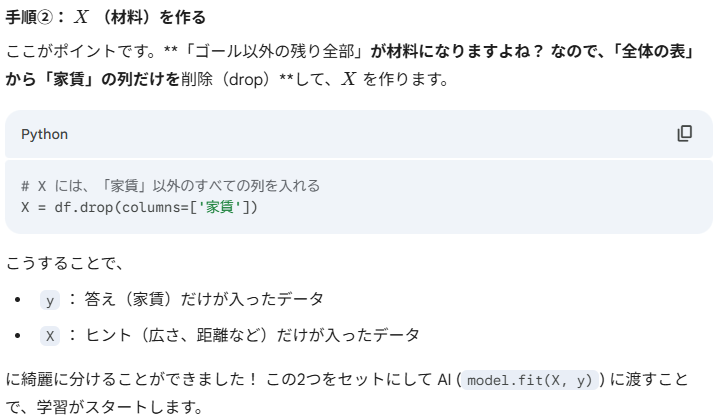 手順②： X （材料）を作る
ここがポイントです。**「ゴール以外の残り全部」が材料になりますよね？ なので、「全体の表」
から「家賃」の列だけを削除（drop）**して、X を作ります。
Python
# X には、「家賃」以外のすべての列を入れる
X = df.drop(columns=['家賃'])
こうすることで、
• y ： 答え（家賃）だけが入ったデータ
• X ： ヒント（広さ、距離など）だけが入ったデータ
に綺麗に分けることができました！ この2つをセットにして AI ( model.fit(X, y) ) に渡すこと
で、学習がスタートします。